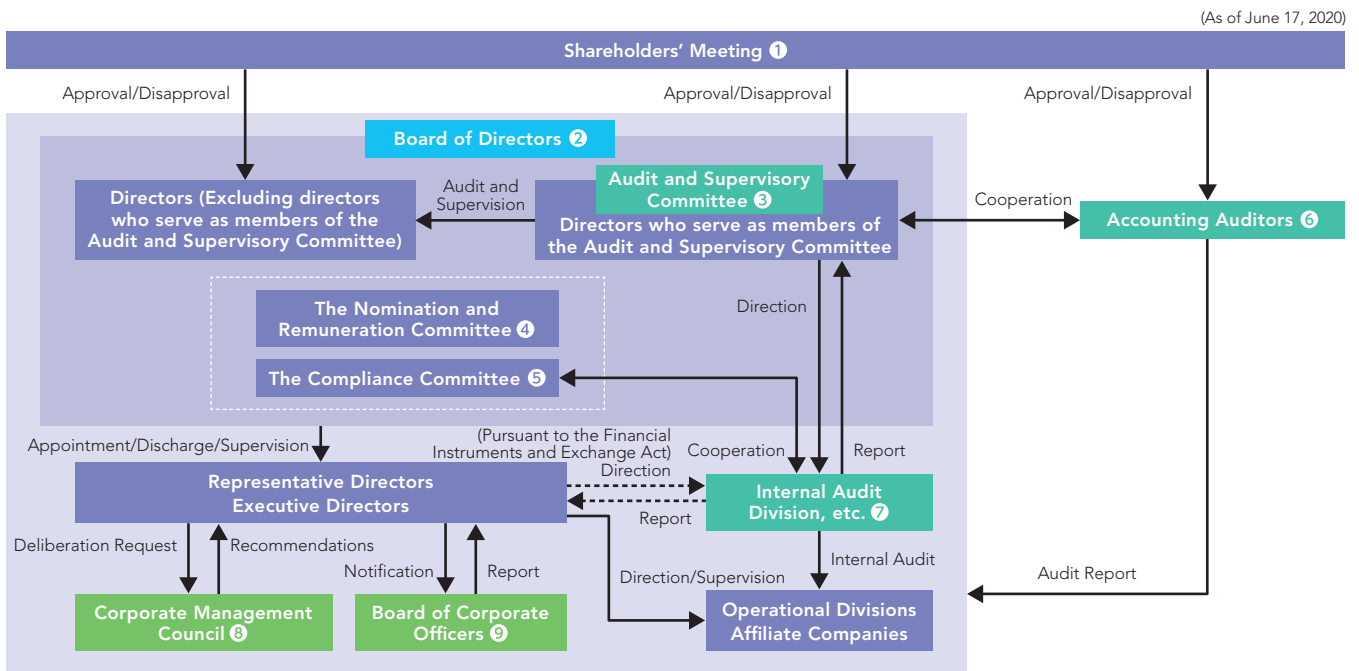 (As of June 17, 2020)
Shareholders' Meeting ❶
Approval/Disapproval
Approval/Disapproval
Approval/Disapproval
Board of Directors ❷
Directors (Excluding directors
who serve as members of the
Audit and Supervisory Committee)
Audit and
Supervision
Audit and Supervisory
Committee ❸
Directors who serve as members of
the Audit and Supervisory Committee
Cooperation
Accounting Auditors ❻
The Nomination and
Remuneration Committee ❹
Direction
The Compliance Committee ❺
Appointment/Discharge/Supervision
(Pursuant to the Financial
Instruments and Exchange Act)
Direction
Cooperation
Report
Representative Directors
Executive Directors
Internal Audit
Division, etc. ❼
Report
Deliberation Request
Recommendations
Notification
Report
Direction/Supervision
Internal Audit
Audit Report
Corporate Management
Council ❽
Board of Corporate
Officers ❾
Operational Divisions
Affiliate Companies